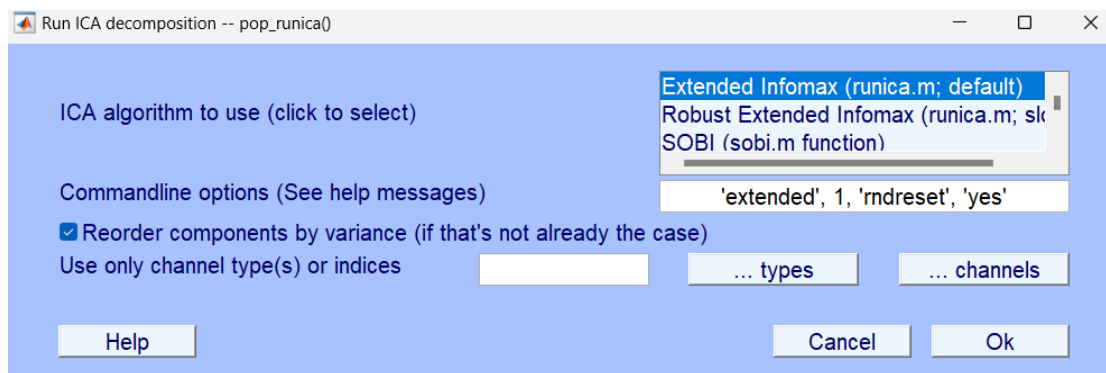 Run ICA decomposition -- pop_runica()
ICA algorithm to use (click to select)
Extended Infomax (runica.m; default)
Robust Extended Infomax (runica.m; slo
SOBI (sobi.m function)
Commandline options (See help messages)
'extended', 1, 'rndreset', 'yes'
Reorder components by variance (if that's not already the case)
Use only channel type(s) or indices
... types
... channels
Help
Cancel
Ok